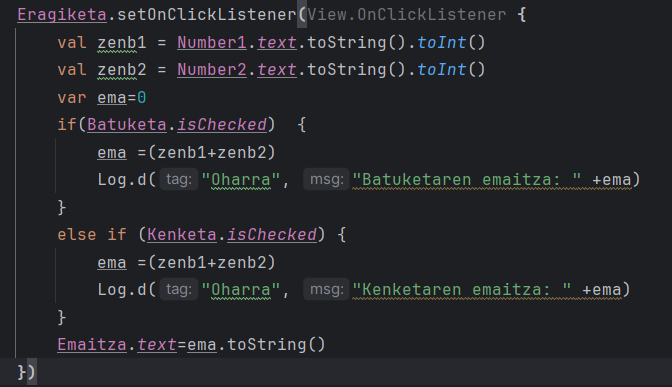 Eragiketa.setOnClickListener(View.OnClickListener {
val zenb1 = Number1.text.toString().toInt()
val zenb2 = Number2.text.toString().toInt()
var ema=0
if(Batuketa.isChecked)  {
ema =(zenb1+zenb2)
Log.d( tag: "Oharra", msg: "Batuketaren emaitza: " +ema)
}
else if (Kenketa.isChecked) {
ema =(zenb1+zenb2)
Log.d( tag: "Oharra", msg: "Kenketaren emaitza: " +ema)
}
Emaitza.text=ema.toString()
})